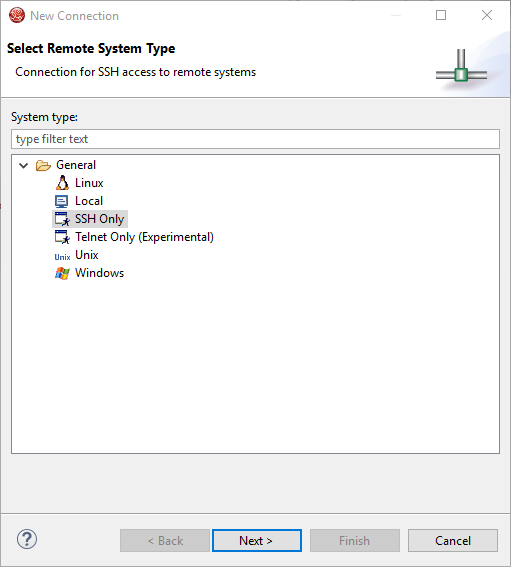 New Connection
Select Remote System Type
Connection for SSH access to remote systems
System type:
type filter text
General
Linux
Local
SSH Only
Telnet Only (Experimental)
Unix Unix
Windows
? < Back Next > Finish Cancel